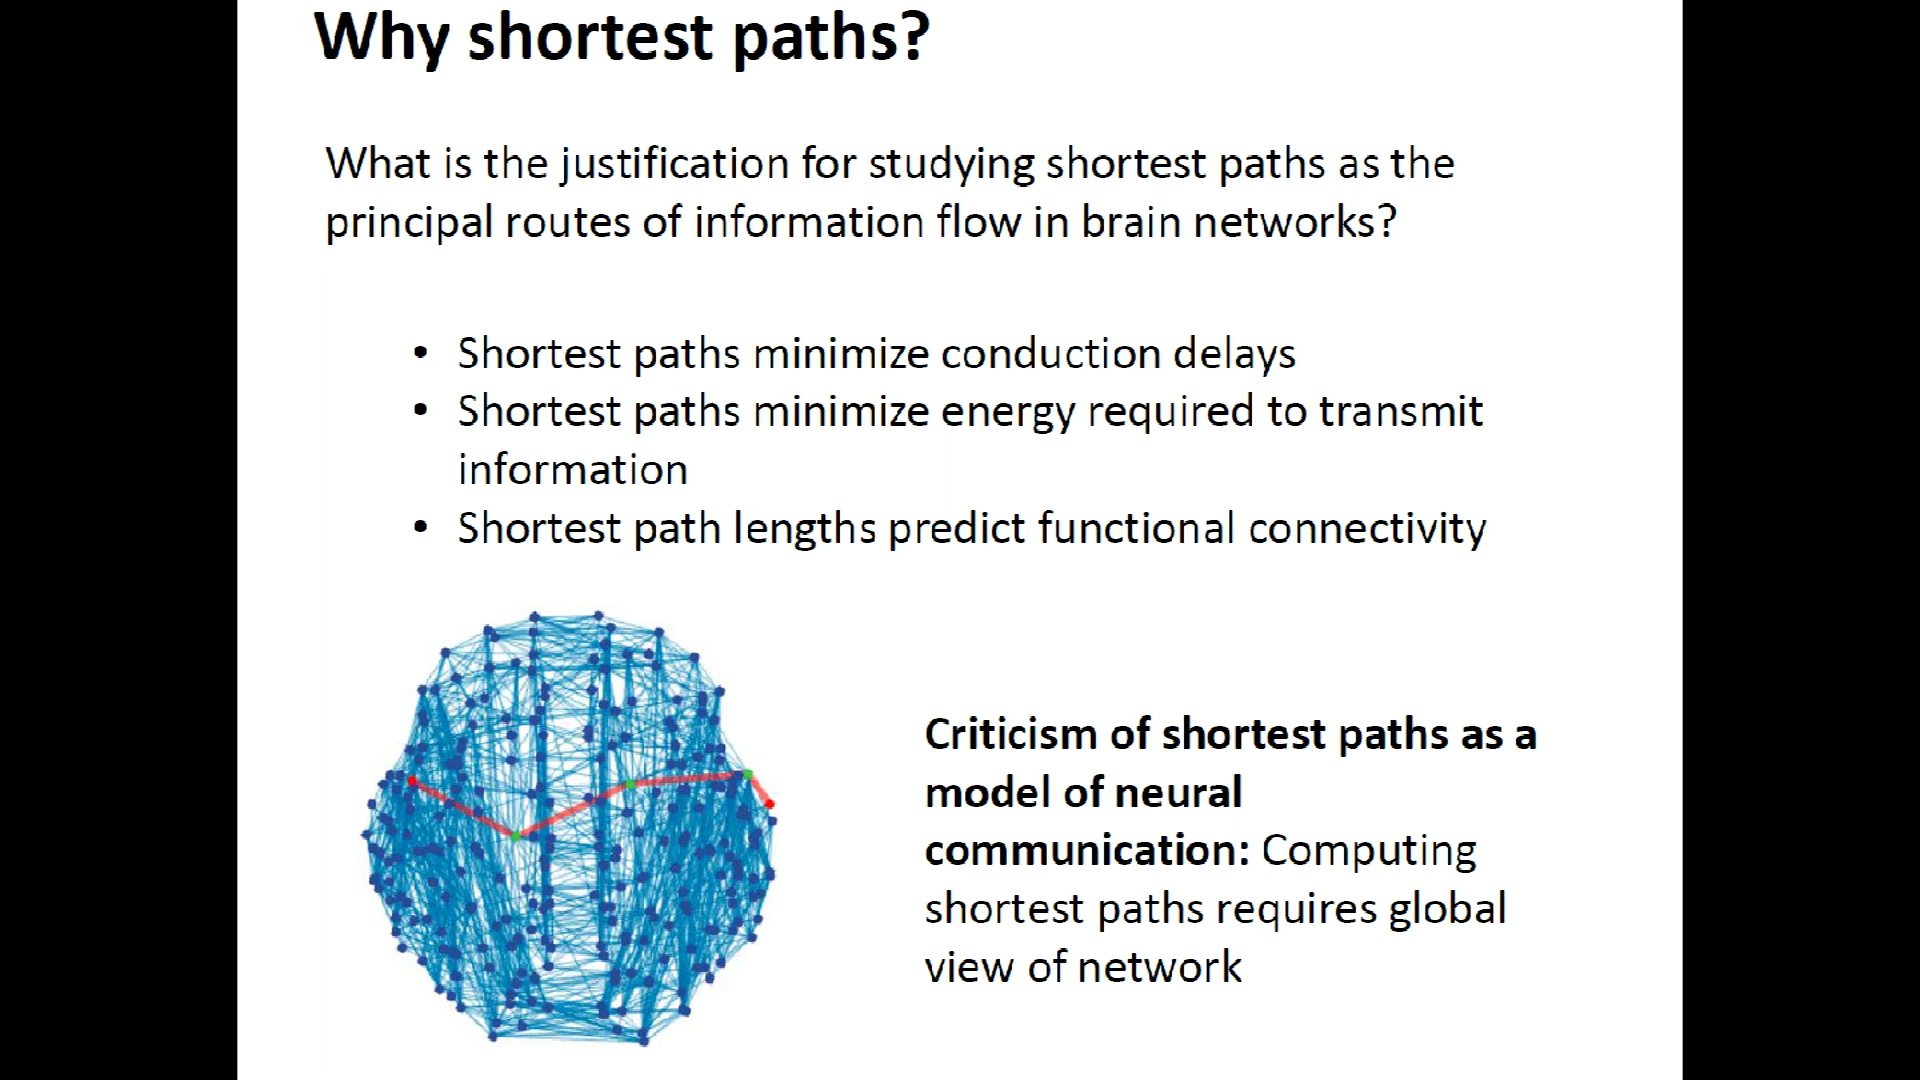 Why shortest paths?
What is the justification for studying shortest paths as the
principal routes of information flow in brain networks?
• Shortest paths minimize conduction delays
• Shortest paths minimize energy required to transmit
information
• Shortest path lengths predict functional connectivity
Criticism of shortest paths as a
model of neural
communication: Computing
shortest paths requires global
view of network